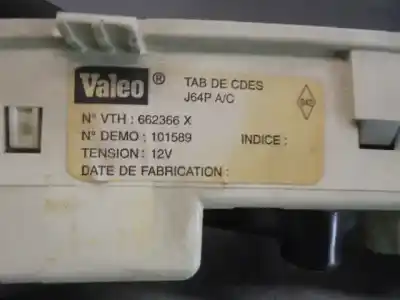 Valeo ® TAB DE CDES
J64P A/C
N° VTH : 662366 X
N° DEMO : 101589 INDICE :
TENSION : 12V
DATE DE FABRICATION :